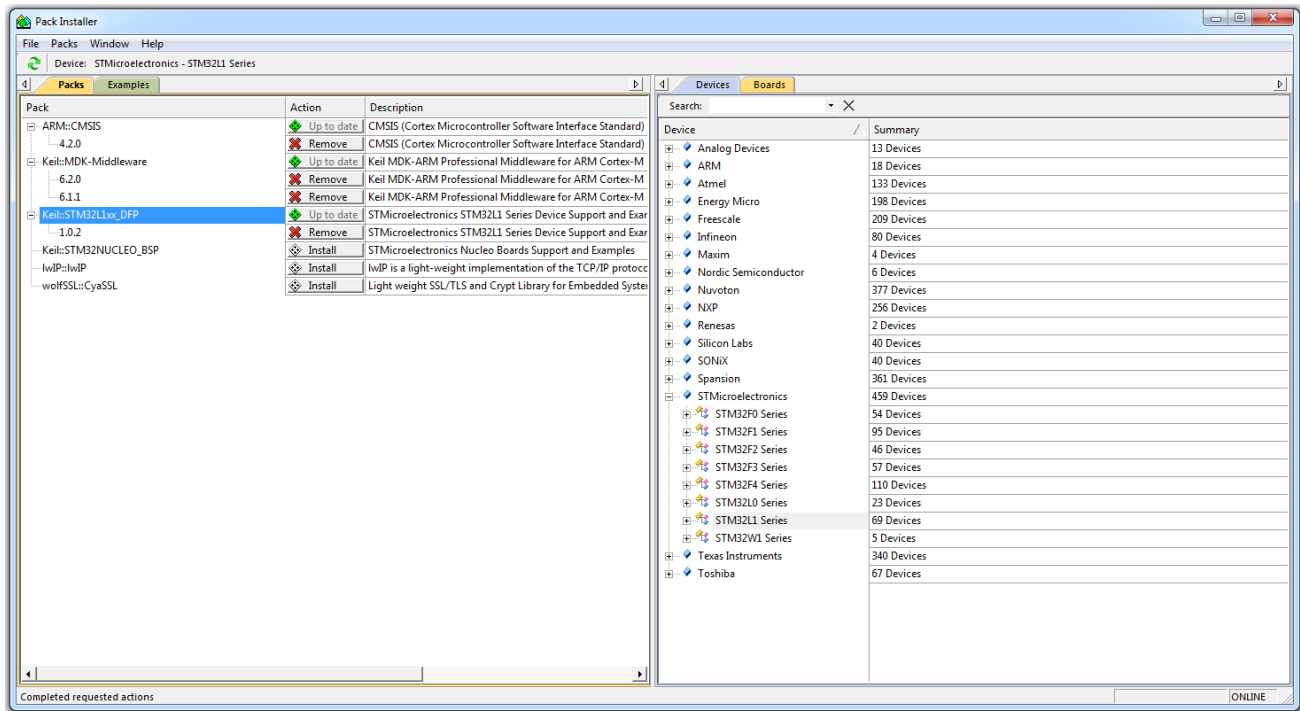 Pack Installer
File Packs Window Help
Device: STMicroelectronics - STM32L1 Series
Packs Examples
Pack Action Description
ARM::CMSIS Up to date CMSIS (Cortex Microcontroller Software Interface Standard)
4.2.0 Remove CMSIS (Cortex Microcontroller Software Interface Standard)
Keil::MDK-Middleware Up to date Keil MDK-ARM Professional Middleware for ARM Cortex-M
6.2.0 Remove Keil MDK-ARM Professional Middleware for ARM Cortex-M
6.1.1 Remove Keil MDK-ARM Professional Middleware for ARM Cortex-M
Keil::STM32L1xx_DFP Up to date STMicroelectronics STM32L1 Series Device Support and Exar
1.0.2 Remove STMicroelectronics STM32L1 Series Device Support and Exar
Keil::STM32NUCLEO_BSP Install STMicroelectronics Nucleo Boards Support and Examples
lwIP::lwIP Install lwIP is a light-weight implementation of the TCP/IP protocc
wolfSSL::CyaSSL Install Light weight SSL/TLS and Crypt Library for Embedded Syste
Completed requested actions
Devices Boards
Search:
Device Summary
Analog Devices 13 Devices
ARM 18 Devices
Atmel 133 Devices
Energy Micro 198 Devices
Freescale 209 Devices
Infineon 80 Devices
Maxim 4 Devices
Nordic Semiconductor 6 Devices
Nuvoton 377 Devices
NXP 256 Devices
Renesas 2 Devices
Silicon Labs 40 Devices
SONiX 40 Devices
Spansion 361 Devices
STMicroelectronics 459 Devices
STM32F0 Series 54 Devices
STM32F1 Series 95 Devices
STM32F2 Series 46 Devices
STM32F3 Series 57 Devices
STM32F4 Series 110 Devices
STM32L0 Series 23 Devices
STM32L1 Series 69 Devices
STM32W1 Series 5 Devices
Texas Instruments 340 Devices
Toshiba 67 Devices
ONLINE